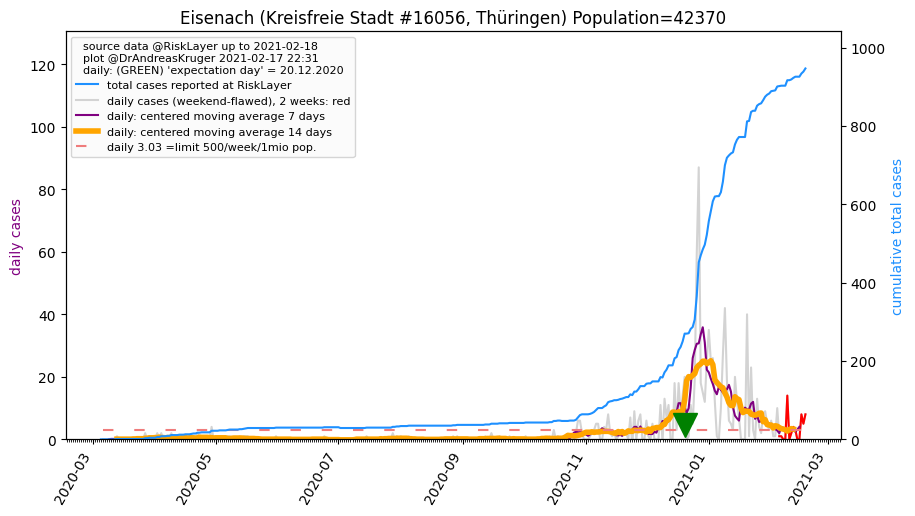 Eisenach (Kreisfreie Stadt #16056, Thüringen) Population=42370
source data @RiskLayer up to 2021-02-18
plot @DrAndreasKruger 2021-02-17 22:31
daily: (GREEN) 'expectation day' = 20.12.2020
total cases reported at RiskLayer
daily cases (weekend-flawed), 2 weeks: red
daily: centered moving average 7 days
daily: centered moving average 14 days
daily 3.03 =limit 500/week/1mio pop.
daily cases
120
100
80
60
40
20
0
cumulative total cases
1000
800
600
400
200
0
2020-03
2020-05
2020-07
2020-09
2020-11
2021-01
2021-03